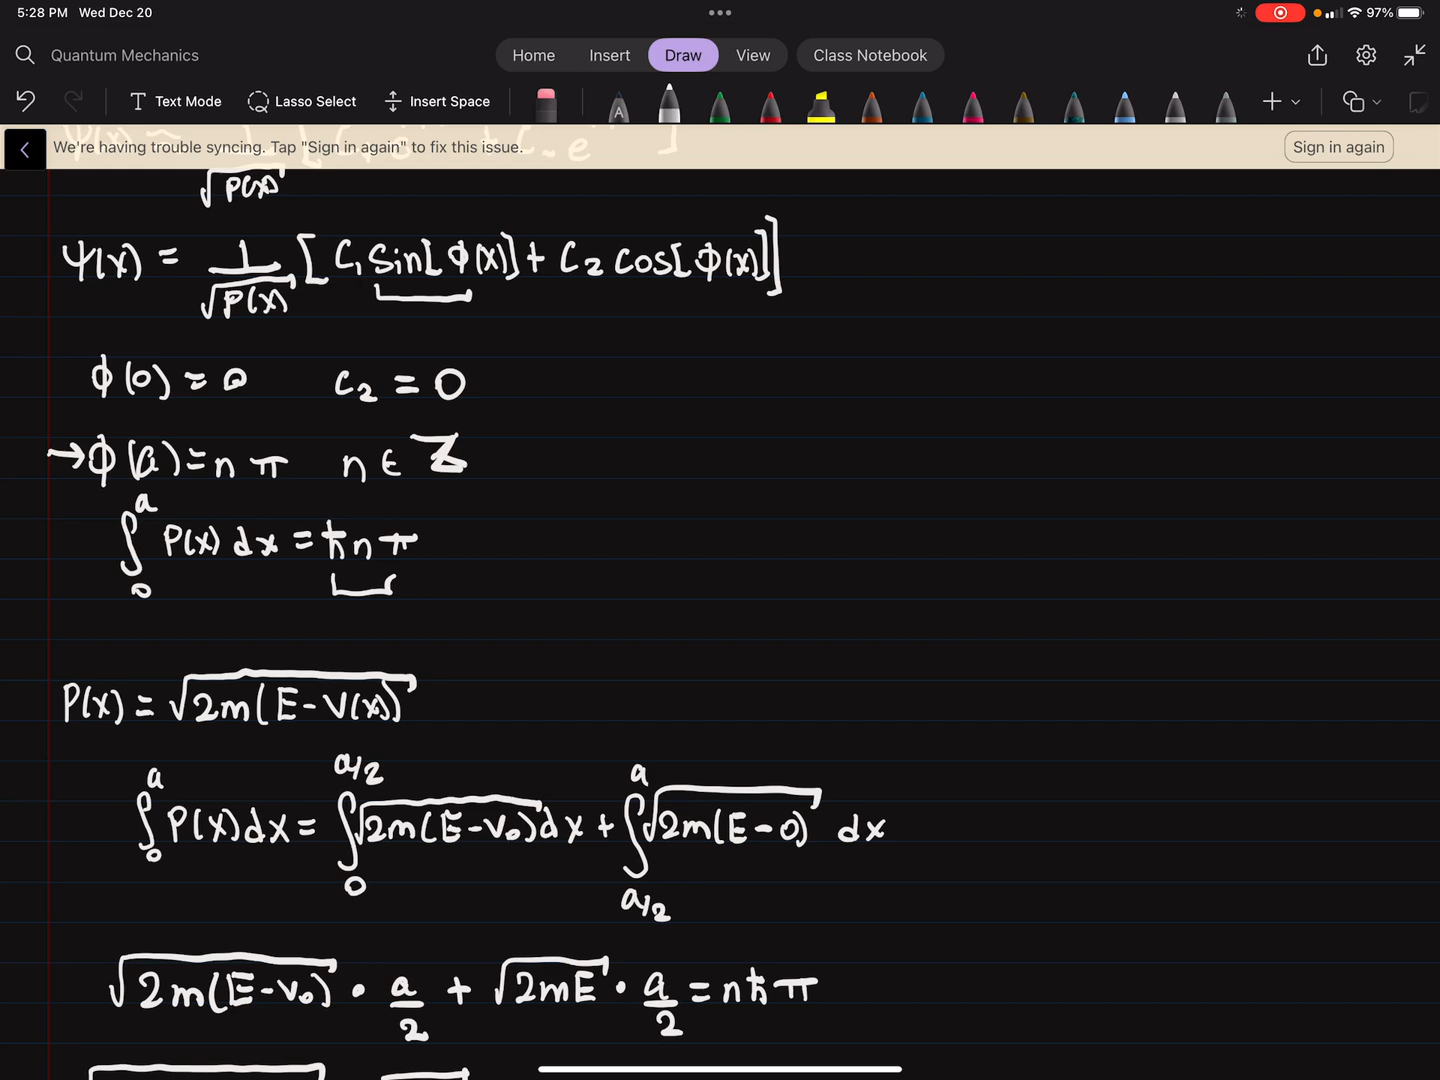 5:28 PM Wed Dec 20
97%
Quantum Mechanics
Home Insert Draw View Class Notebook
Text Mode Lasso Select Insert Space
We're having trouble syncing. Tap "Sign in again" to fix this issue. Sign in again
√P(x)
Ψ(x) = 1/√P(x) [C₁ Sin[ϕ(x)] + C₂ cos[ϕ(x)]]
ϕ(0) = 0 C₂ = 0
→ϕ(a) = nπ n ∈ Z
∫₀ᵃ P(x) dx = ħnπ
P(x) = √2m(E-V(x))
∫₀ᵃ P(x)dx = ∫₀^(a/2) √2m(E-V₀) dx + ∫_(a/2)^a √2m(E-0) dx
√2m(E-V₀) • a/2 + √2mE • a/2 = nħπ